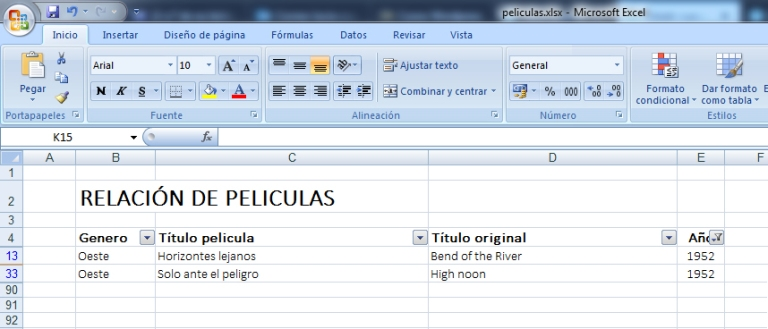 peliculas.xlsx - Microsoft Excel
Inicio Insertar Diseño de página Fórmulas Datos Revisar Vista
Pegar
Arial 10 A A
N K S A
Ajustar texto
Combinar y centrar
General
% 000
Formato condicional
Dar formato como tabla
Portapapeles Fuente Alineación Número Estilos
K15 fx
A B C D E F
1
2 RELACIÓN DE PELICULAS
3
4 Genero Título pelicula Título original Año
13 Oeste Horizontes lejanos Bend of the River 1952
33 Oeste Solo ante el peligro High noon 1952
90
91
92